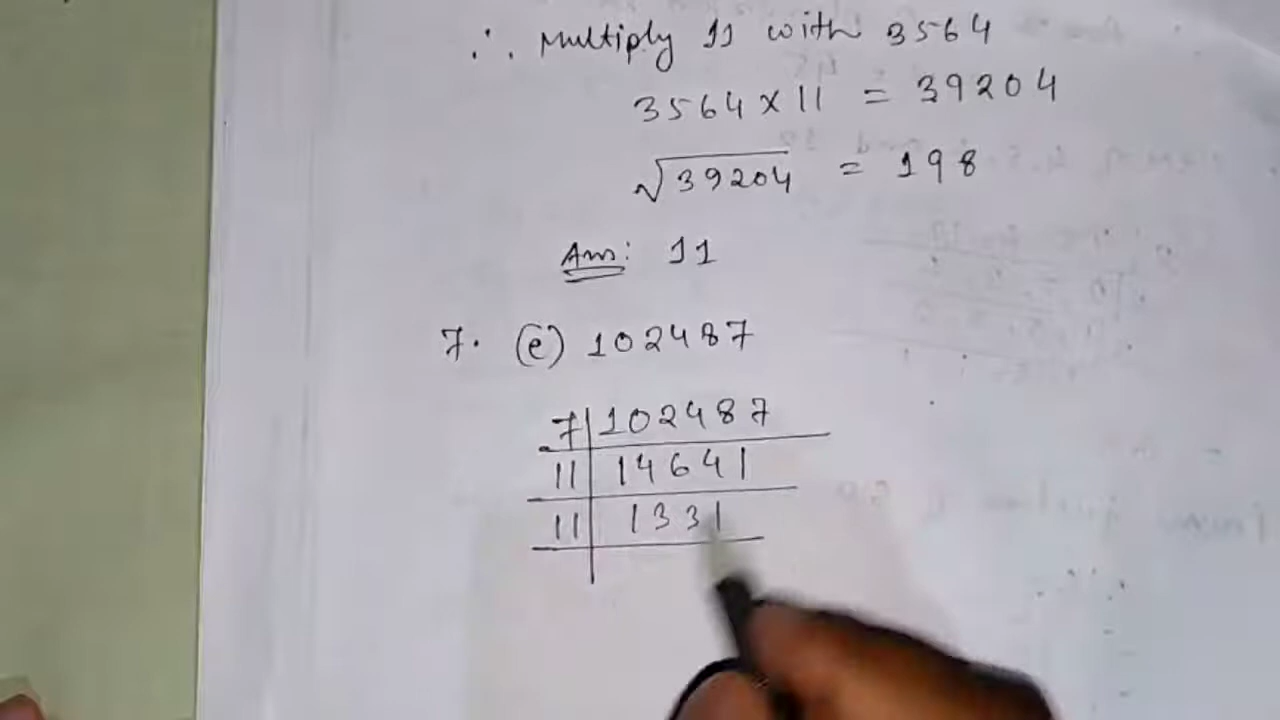 ∴ Multiply 11 with 3564
3564 × 11 = 39204
√39204 = 198
Ans: 11
7. (e) 102487
7 | 102487
11 | 14641
11 | 1331